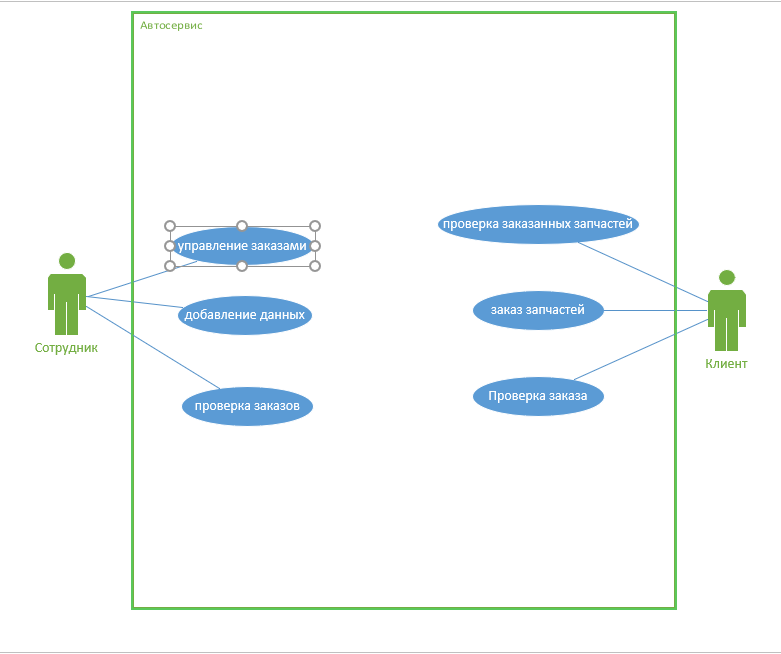 Автосервис
проверка заказанных запчастей
управление заказами
заказ запчастей
добавление данных
Сотрудник
Клиент
Проверка заказа
проверка заказов